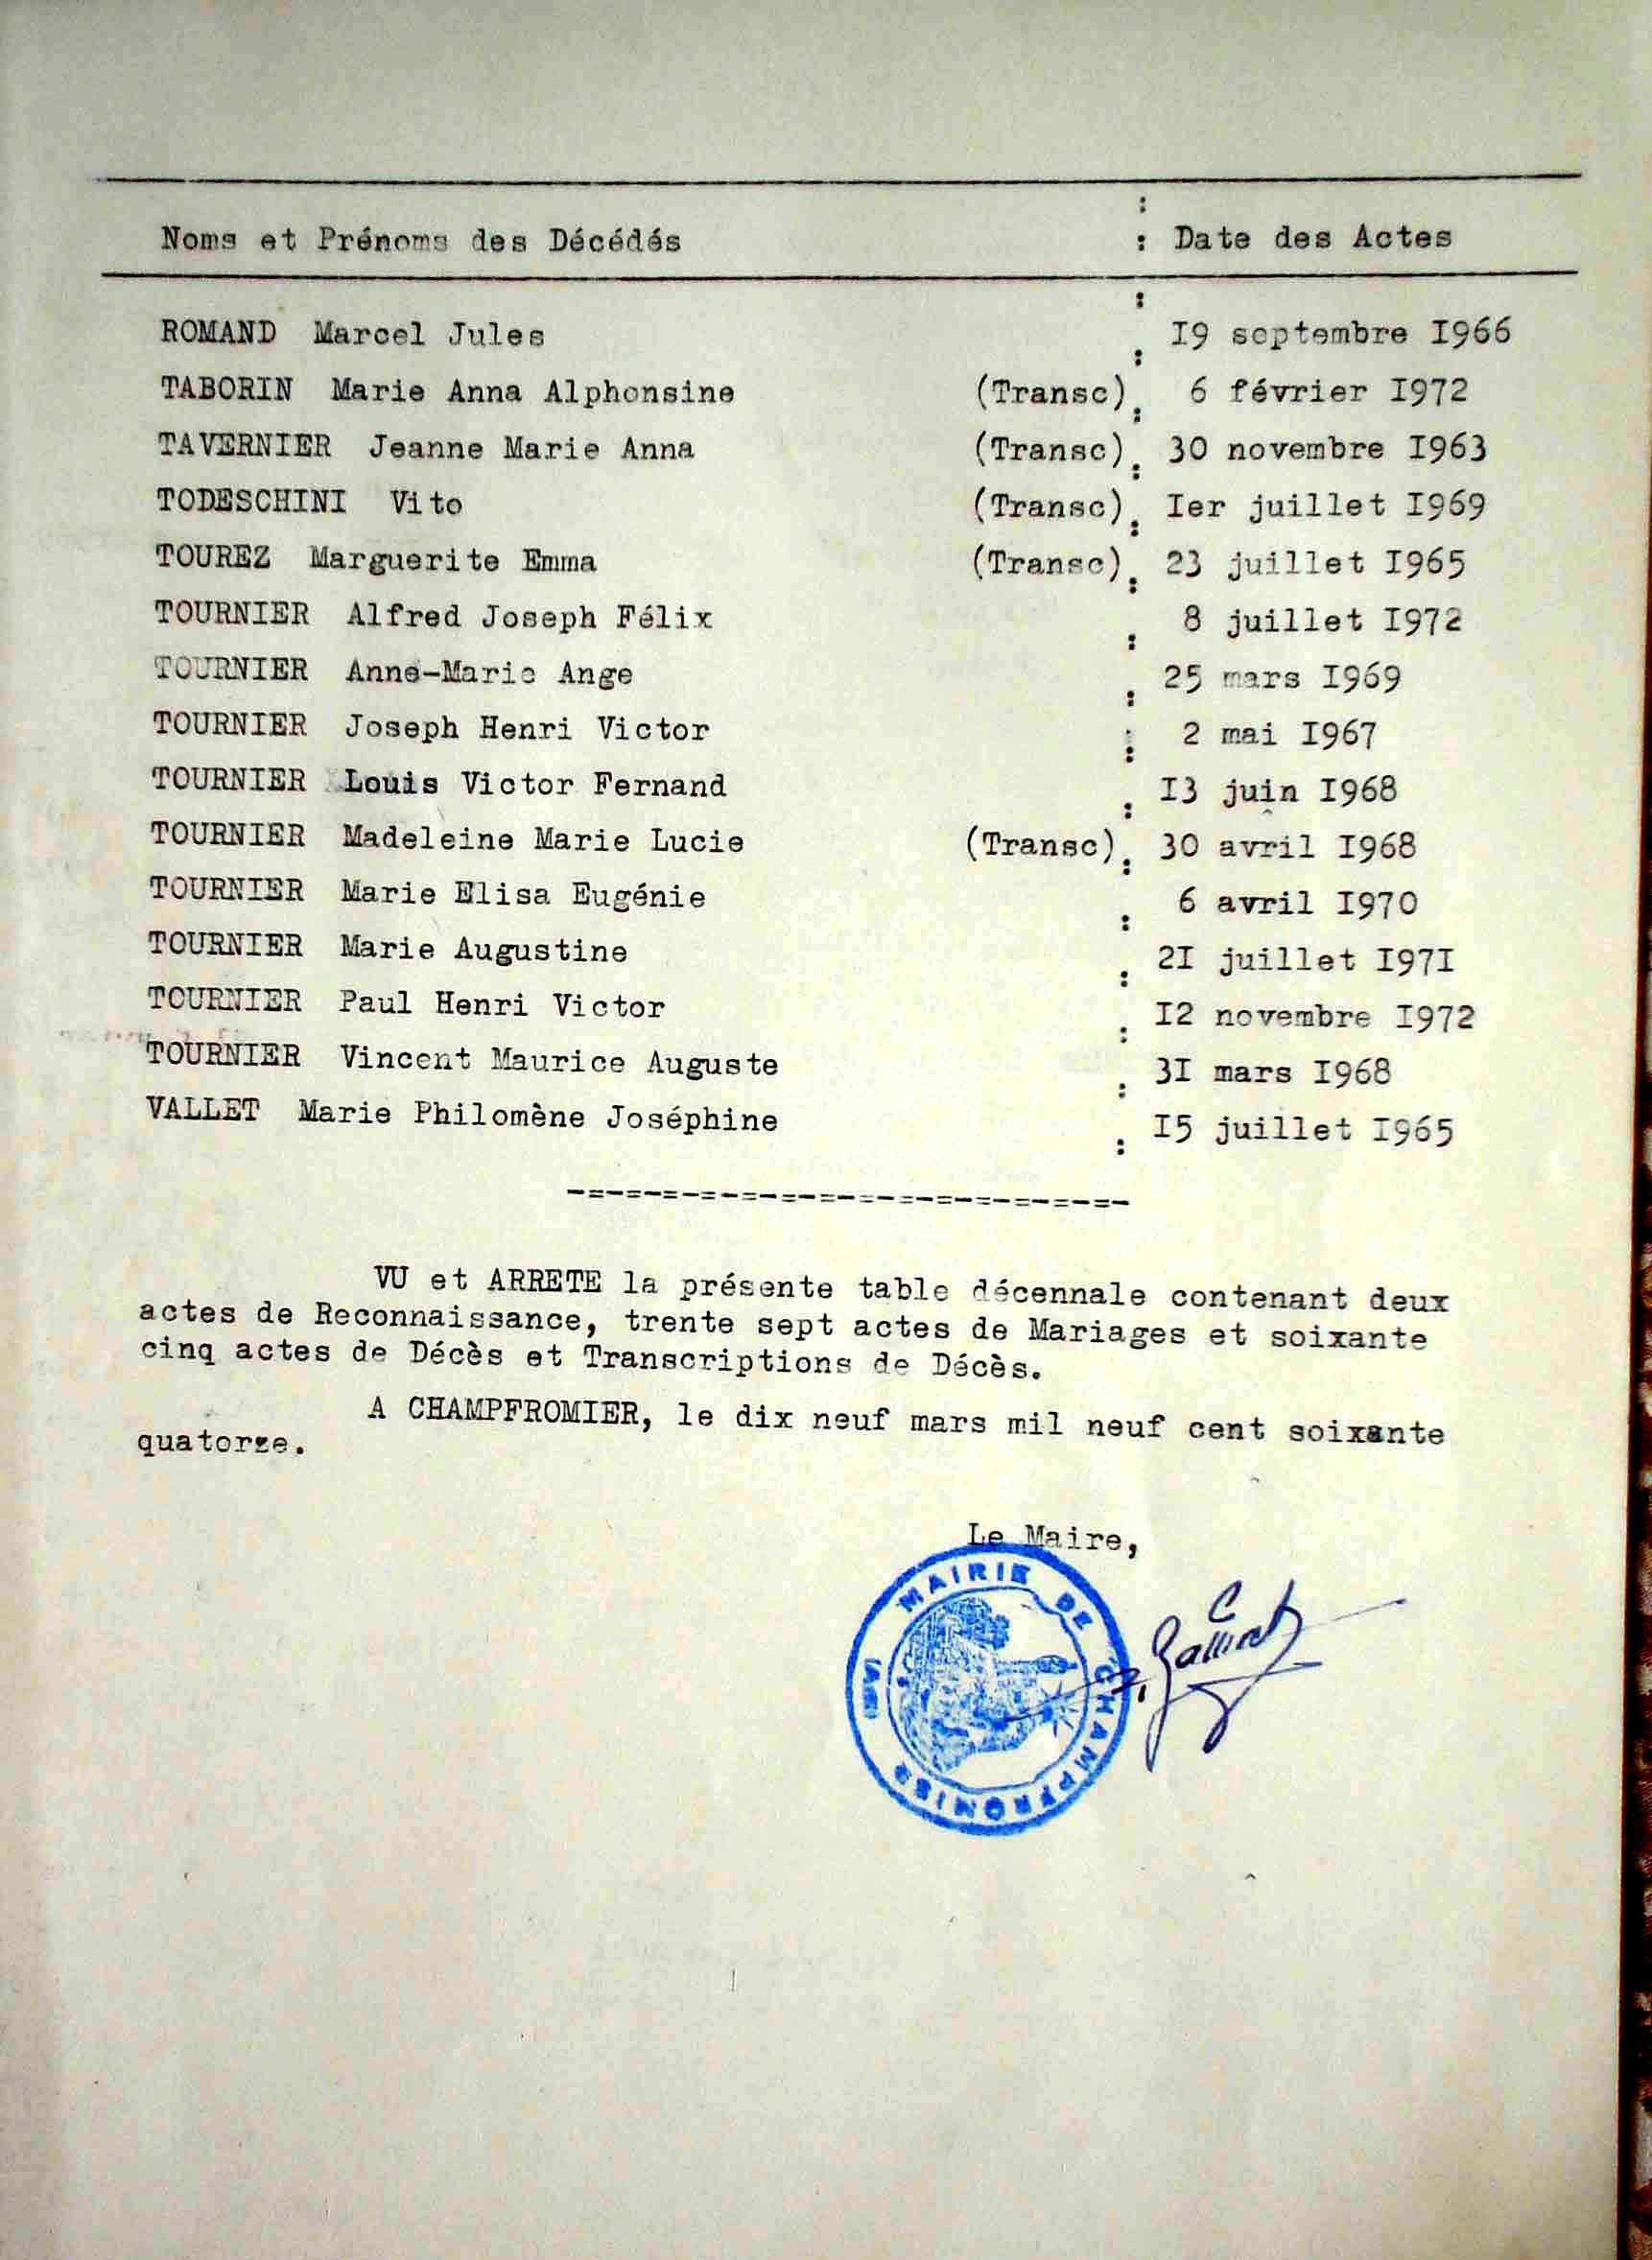 Noms et Prénoms des Décédés : Date des Actes
ROMAND Marcel Jules : I9 septembre I966
TABORIN Marie Anna Alphonsine (Transc) : 6 février I972
TAVERNIER Jeanne Marie Anna (Transc) : 30 novembre I963
TODESCHINI Vito (Transc) : Ier juillet I969
TOUREZ Marguerite Emma (Transc) : 23 juillet I965
TOURNIER Alfred Joseph Félix : 8 juillet I972
TOURNIER Anne-Marie Ange : 25 mars I969
TOURNIER Joseph Henri Victor : 2 mai I967
TOURNIER Louis Victor Fernand : I3 juin I968
TOURNIER Madeleine Marie Lucie (Transc) : 30 avril I968
TOURNIER Marie Elisa Eugénie : 6 avril I970
TOURNIER Marie Augustine : 2I juillet I97I
TOURNIER Paul Henri Victor : I2 novembre I972
TOURNIER Vincent Maurice Auguste : 3I mars I968
VALLET Marie Philomène Joséphine : I5 juillet I965
VU et ARRETE la présente table décennale contenant deux
actes de Reconnaissance, trente sept actes de Mariages et soixante
cinq actes de Décès et Transcriptions de Décès.
A CHAMPFROMIER, le dix neuf mars mil neuf cent soixante
quatorze.
Le Maire,
MAIRIE DE CHAMPFROMIER